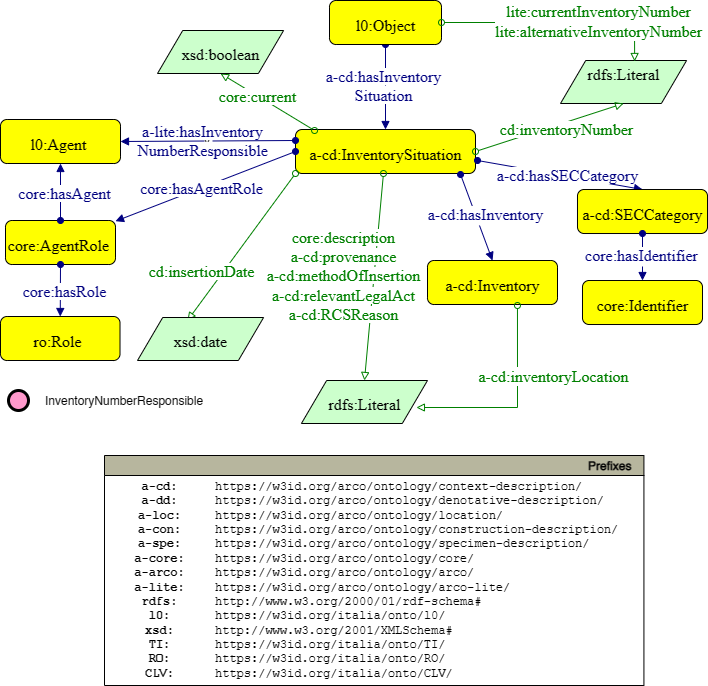 l0:Object
lite:currentInventoryNumber
lite:alternativeInventoryNumber
xsd:boolean
rdfs:Literal
a-cd:hasInventory
Situation
core:current
cd:inventoryNumber
l0:Agent
a-lite:hasInventory
NumberResponsible
a-cd:InventorySituation
a-cd:hasSECCategory
core:hasAgent
core:hasAgentRole
a-cd:hasInventory
a-cd:SECCategory
core:AgentRole
core:description
a-cd:provenance
a-cd:methodOfInsertion
a-cd:relevantLegalAct
a-cd:RCSReason
core:hasIdentifier
cd:insertionDate
core:hasRole
a-cd:Inventory
core:Identifier
ro:Role
xsd:date
a-cd:inventoryLocation
InventoryNumberResponsible
rdfs:Literal
Prefixes
a-cd: https://w3id.org/arco/ontology/context-description/
a-dd: https://w3id.org/arco/ontology/denotative-description/
a-loc: https://w3id.org/arco/ontology/location/
a-con: https://w3id.org/arco/ontology/construction-description/
a-spe: https://w3id.org/arco/ontology/specimen-description/
a-core: https://w3id.org/arco/ontology/core/
a-arco: https://w3id.org/arco/ontology/arco/
a-lite: https://w3id.org/arco/ontology/arco-lite/
rdfs: http://www.w3.org/2000/01/rdf-schema#
l0: https://w3id.org/italia/onto/l0/
xsd: http://www.w3.org/2001/XMLSchema#
TI: https://w3id.org/italia/onto/TI/
RO: https://w3id.org/italia/onto/RO/
CLV: https://w3id.org/italia/onto/CLV/